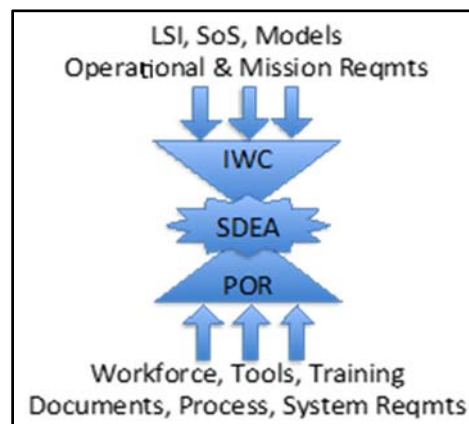 LSI, SoS, Models
Operational & Mission Reqmts
IWC
SDEA
POR
Workforce, Tools, Training
Documents, Process, System Reqmts